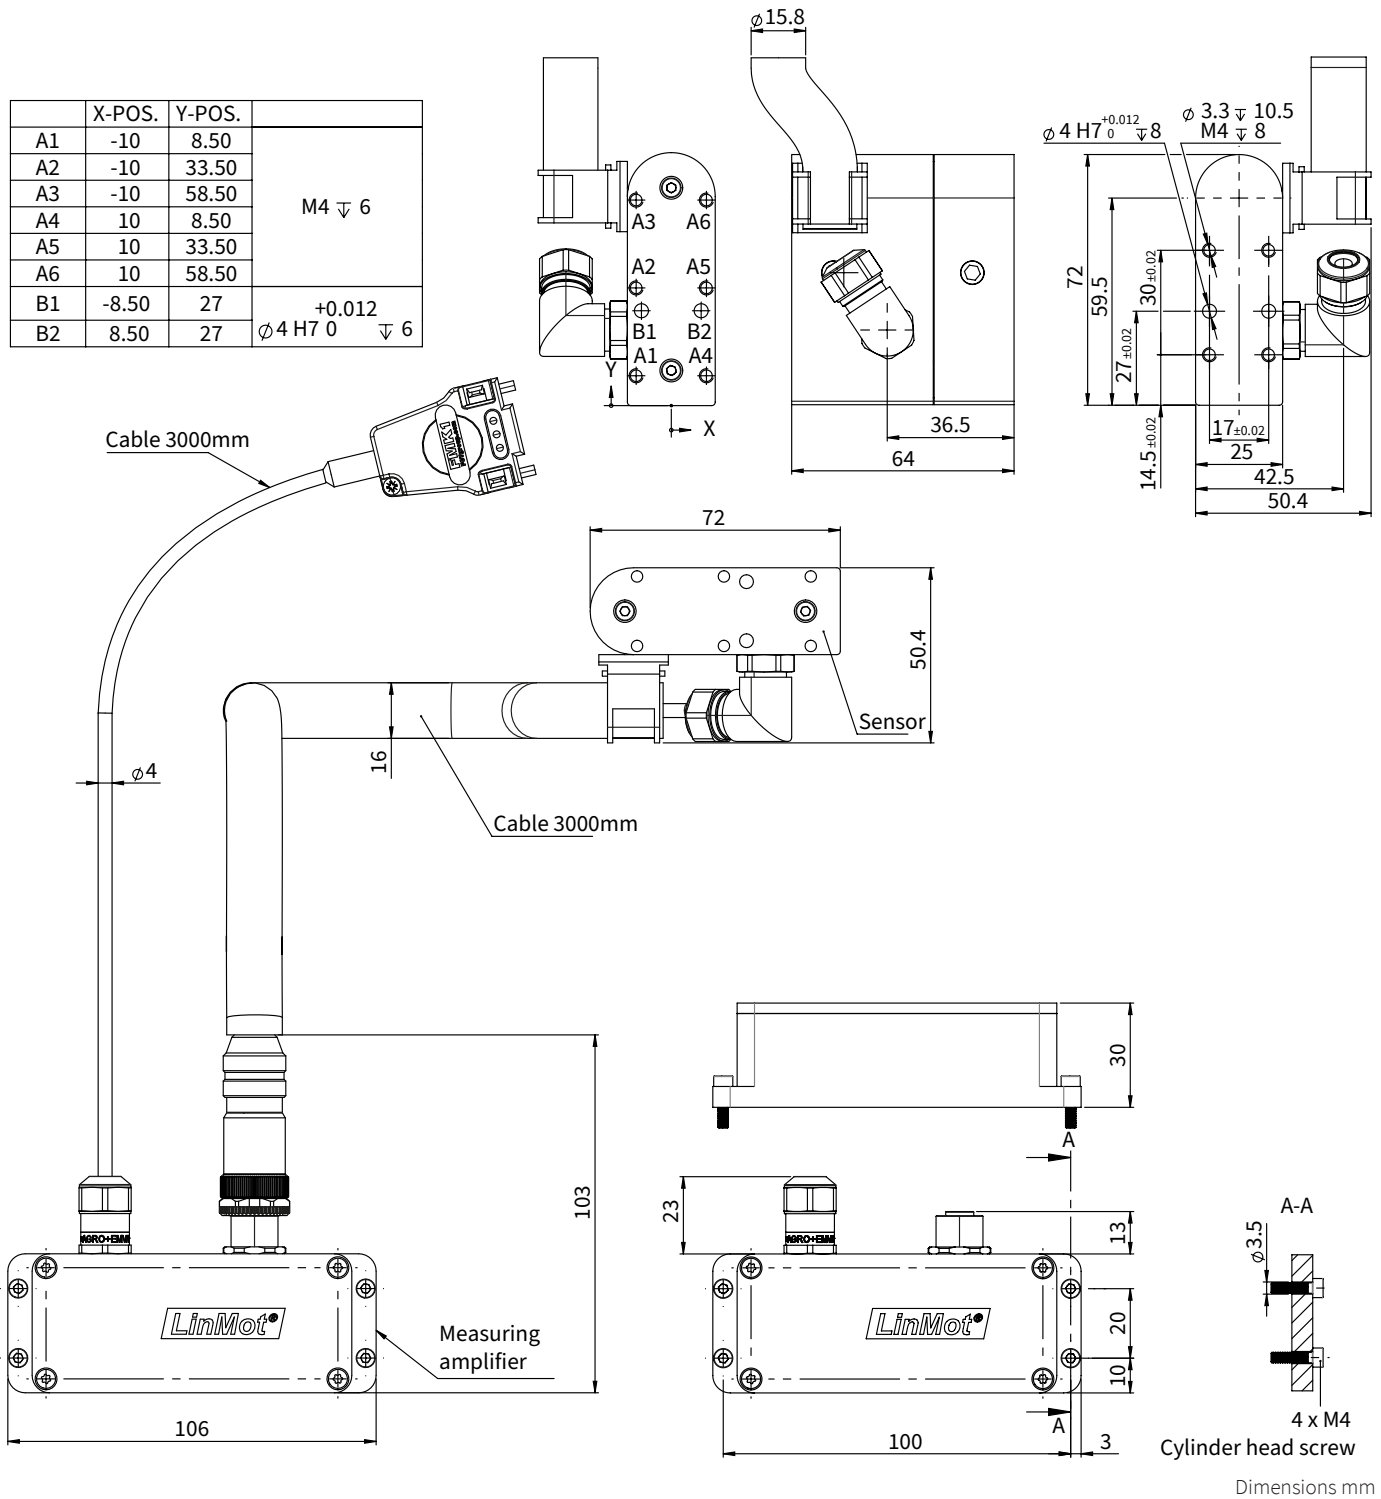 ⌀15.8
X-POS. Y-POS.
A1 -10 8.50
A2 -10 33.50
A3 -10 58.50
A4 10 8.50
A5 10 33.50
A6 10 58.50
M4 ↧ 6
B1 -8.50 27
B2 8.50 27
+0.012
⌀4 H7 0 ↧ 6
A3 A6
A2 A5
B1 B2
A1 A4
Y
X
36.5
64
⌀ 3.3 ↧ 10.5
M4 ↧ 8
⌀4 H7 +0.012 0 ↧8
72
59.5
30±0.02
27±0.02
14.5±0.02
17±0.02
25
42.5
50.4
Cable 3000mm
FMK1
72
50.4
Sensor
16
⌀4
Cable 3000mm
103
30
A
23
13
AGRO+EMM
AGRO+EMM
LinMot®
LinMot®
20
10
A
Measuring
amplifier
106
100
3
A-A
⌀3.5
4 x M4
Cylinder head screw
Dimensions mm